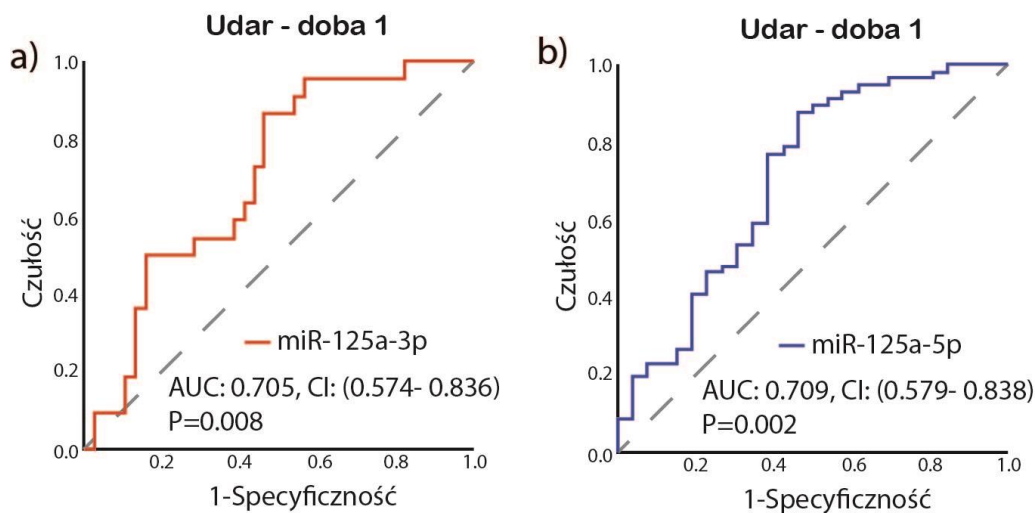 a)
Udar - doba 1
Czułość
1.0
0.8
0.6
0.4
0.2
0.0
miR-125a-3p
AUC: 0.705, CI: (0.574- 0.836)
P=0.008
0.2
0.4
0.6
0.8
1.0
1-Specyficzność
b)
Udar - doba 1
Czułość
1.0
0.8
0.6
0.4
0.2
0.0
miR-125a-5p
AUC: 0.709, CI: (0.579- 0.838)
P=0.002
0.2
0.4
0.6
0.8
1.0
1-Specyficzność